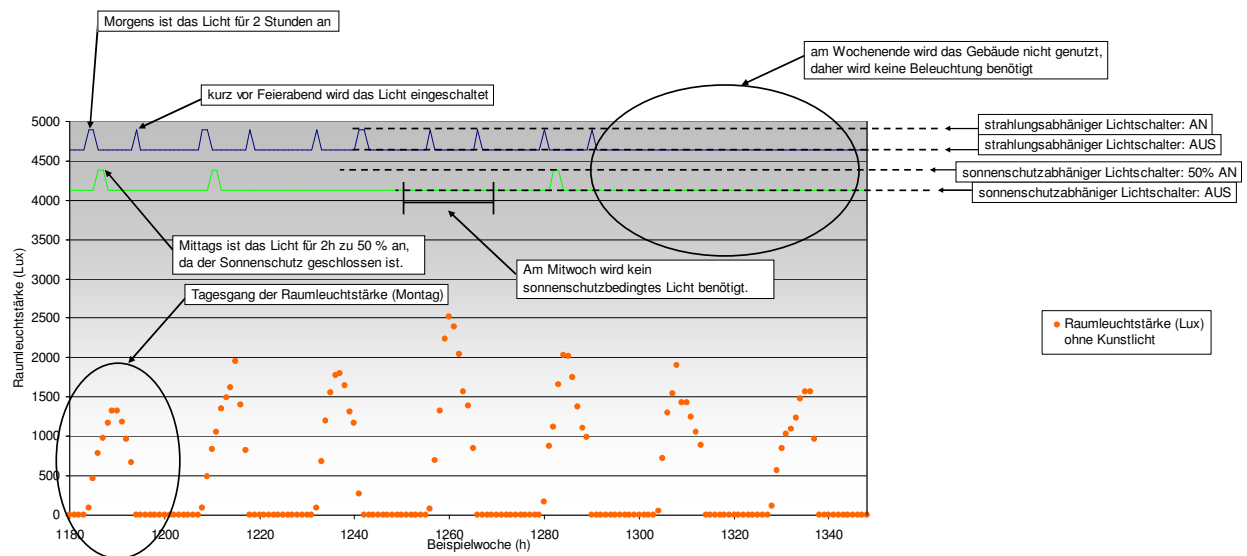 Morgens ist das Licht für 2 Stunden an
am Wochenende wird das Gebäude nicht genutzt,
daher wird keine Beleuchtung benötigt
kurz vor Feierabend wird das Licht eingeschaltet
strahlungsabhäniger Lichtschalter: AN
strahlungsabhäniger Lichtschalter: AUS
sonnenschutzabhäniger Lichtschalter: 50% AN
sonnenschutzabhäniger Lichtschalter: AUS
Mittags ist das Licht für 2h zu 50 % an,
da der Sonnenschutz geschlossen ist.
Am Mitwoch wird kein
sonnenschutzbedingtes Licht benötigt.
Tagesgang der Raumleuchtstärke (Montag)
Raumleuchtstärke (Lux)
ohne Kunstlicht
Raumleuchtstärke (Lux)
5000
4500
4000
3500
3000
2500
2000
1500
1000
500
0
1180 1200 1220 1240 1260 1280 1300 1320 1340
Beispielwoche (h)